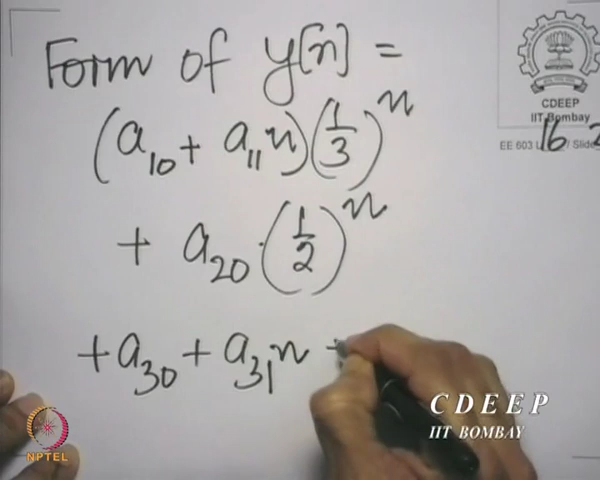 Form of y[n] =
(a₁₀ + a₁₁n)(1/3)ⁿ
+ a₂₀·(1/2)ⁿ
+ a₃₀ + a₃₁n +
CDEEP
IIT Bombay
EE 603 L / Slide
16
CDEEP
IIT BOMBAY
NPTEL